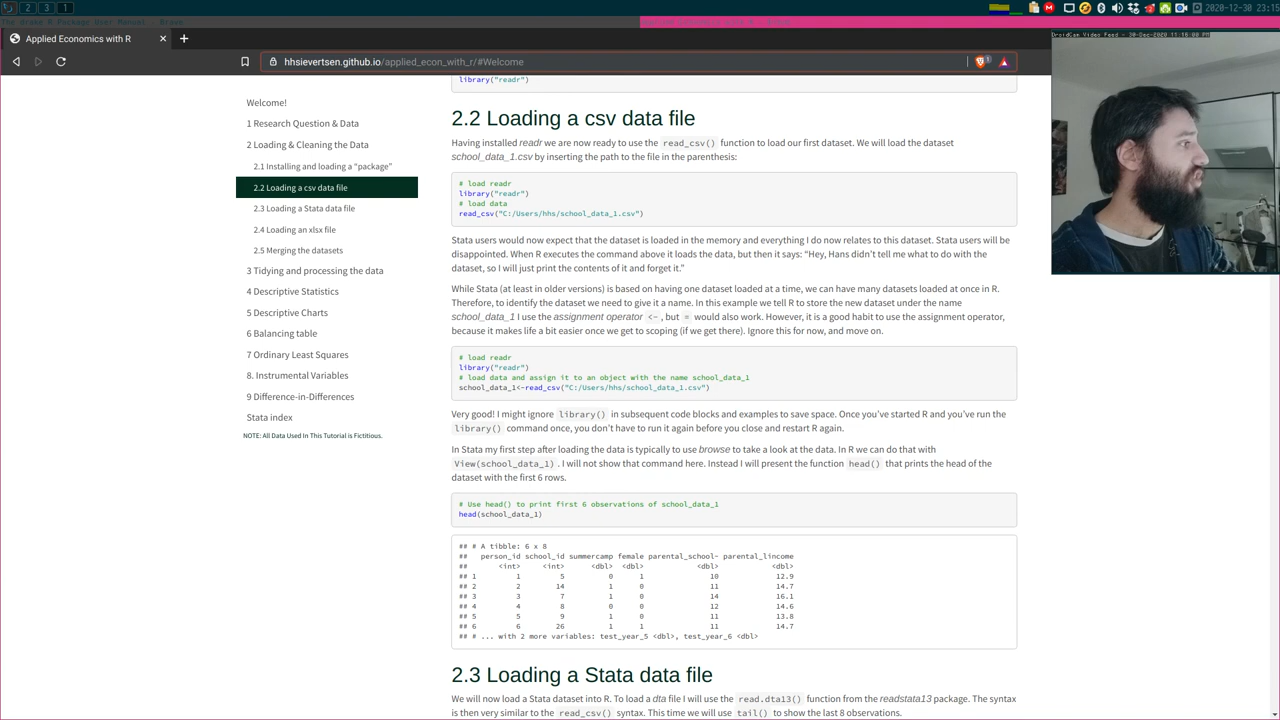 2 3 1
2020-12-30 23:15
The drake R Package User Manual - Brave
Applied Economics with R
hhsievertsen.github.io/applied_econ_with_r/#Welcome
DroidCam Video Feed - 30-Dec-2020 11:16:00 PM
Welcome!
1 Research Question & Data
2 Loading & Cleaning the Data
2.1 Installing and loading a “package”
2.2 Loading a csv data file
2.3 Loading a Stata data file
2.4 Loading an xlsx file
2.5 Merging the datasets
3 Tidying and processing the data
4 Descriptive Statistics
5 Descriptive Charts
6 Balancing table
7 Ordinary Least Squares
8. Instrumental Variables
9 Difference-in-Differences
Stata index
NOTE: All Data Used In This Tutorial is Fictitious.
library("readr")
2.2 Loading a csv data file
Having installed readr we are now ready to use the read_csv() function to load our first dataset. We will load the dataset
school_data_1.csv by inserting the path to the file in the parenthesis:
# load readr
library("readr")
# load data
read_csv("C:/Users/hhs/school_data_1.csv")
Stata users would now expect that the dataset is loaded in the memory and everything I do now relates to this dataset. Stata users will be
disappointed. When R executes the command above it loads the data, but then it says: “Hey, Hans didn’t tell me what to do with the
dataset, so I will just print the contents of it and forget it.”
While Stata (at least in older versions) is based on having one dataset loaded at a time, we can have many datasets loaded at once in R.
Therefore, to identify the dataset we need to give it a name. In this example we tell R to store the new dataset under the name
school_data_1 I use the assignment operator <-, but = would also work. However, it is a good habit to use the assignment operator,
because it makes life a bit easier once we get to scoping (if we get there). Ignore this for now, and move on.
# load readr
library("readr")
# load data and assign it to an object with the name school_data_1
school_data_1<-read_csv("C:/Users/hhs/school_data_1.csv")
Very good! I might ignore library() in subsequent code blocks and examples to save space. Once you’ve started R and you’ve run the
library() command once, you don’t have to run it again before you close and restart R again.
In Stata my first step after loading the data is typically to use browse to take a look at the data. In R we can do that with
View(school_data_1). I will not show that command here. Instead I will present the function head() that prints the head of the
dataset with the first 6 rows.
# Use head() to print first 6 observations of school_data_1
head(school_data_1)
## # A tibble: 6 x 8
## person_id school_id summercamp female parental_school~ parental_lincome
## <int> <int> <dbl> <dbl> <dbl> <dbl>
## 1 1 5 0 1 10 12.9
## 2 2 14 1 0 11 14.7
## 3 3 7 1 0 14 16.1
## 4 4 8 0 0 12 14.6
## 5 5 9 1 0 11 13.8
## 6 6 26 1 1 11 14.7
## # ... with 2 more variables: test_year_5 <dbl>, test_year_6 <dbl>
2.3 Loading a Stata data file
We will now load a Stata dataset into R. To load a dta file I will use the read.dta13() function from the readstata13 package. The syntax
is then very similar to the read_csv() syntax. This time we will use tail() to show the last 8 observations.